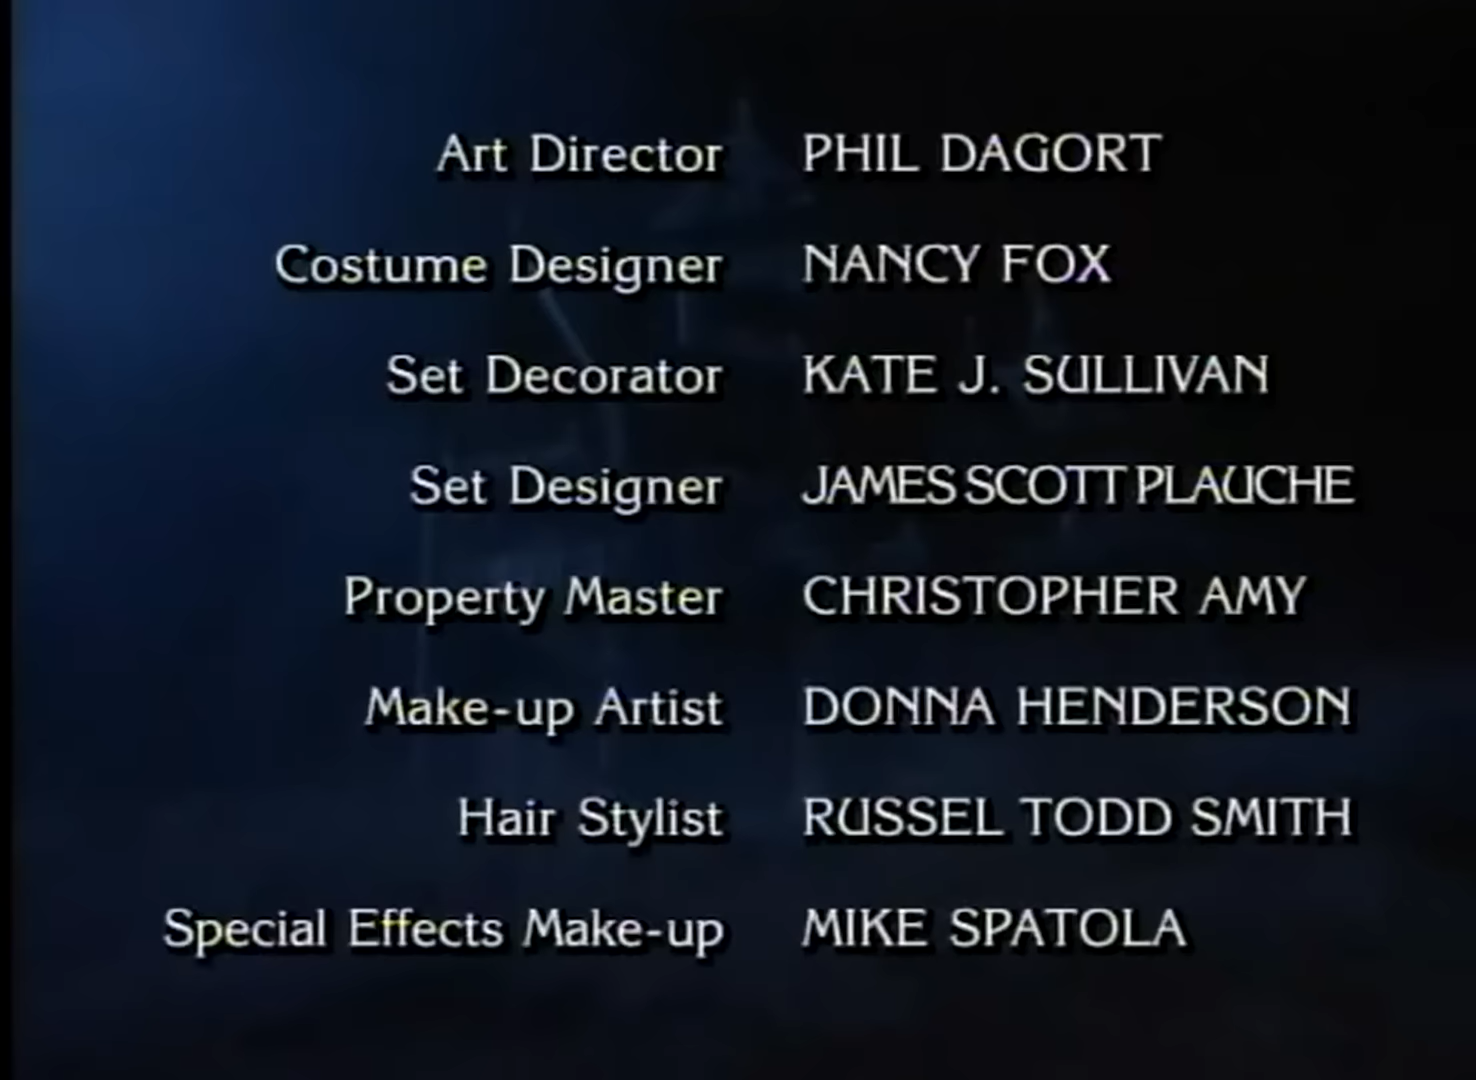 Art Director PHIL DAGORT
Costume Designer NANCY FOX
Set Decorator KATE J. SULLIVAN
Set Designer JAMES SCOTT PLAUCHE
Property Master CHRISTOPHER AMY
Make-up Artist DONNA HENDERSON
Hair Stylist RUSSEL TODD SMITH
Special Effects Make-up MIKE SPATOLA